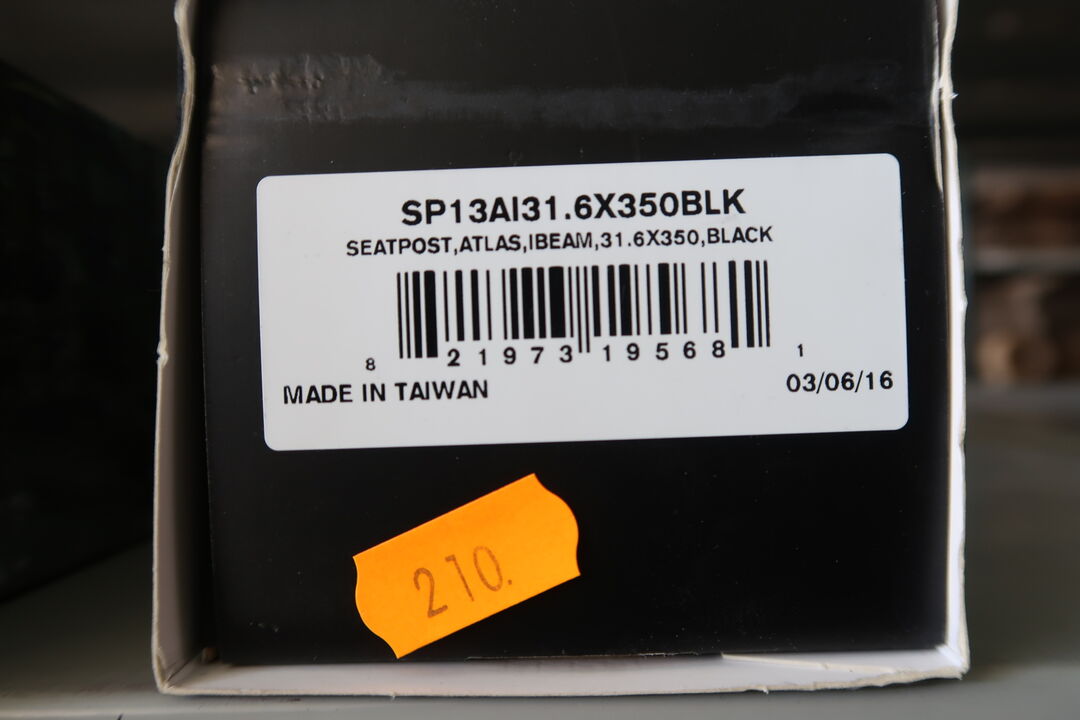 SP13AI31.6X350BLK
SEATPOST,ATLAS,IBEAM,31.6X350,BLACK
8 21973 19568 1
MADE IN TAIWAN 03/06/16
210.